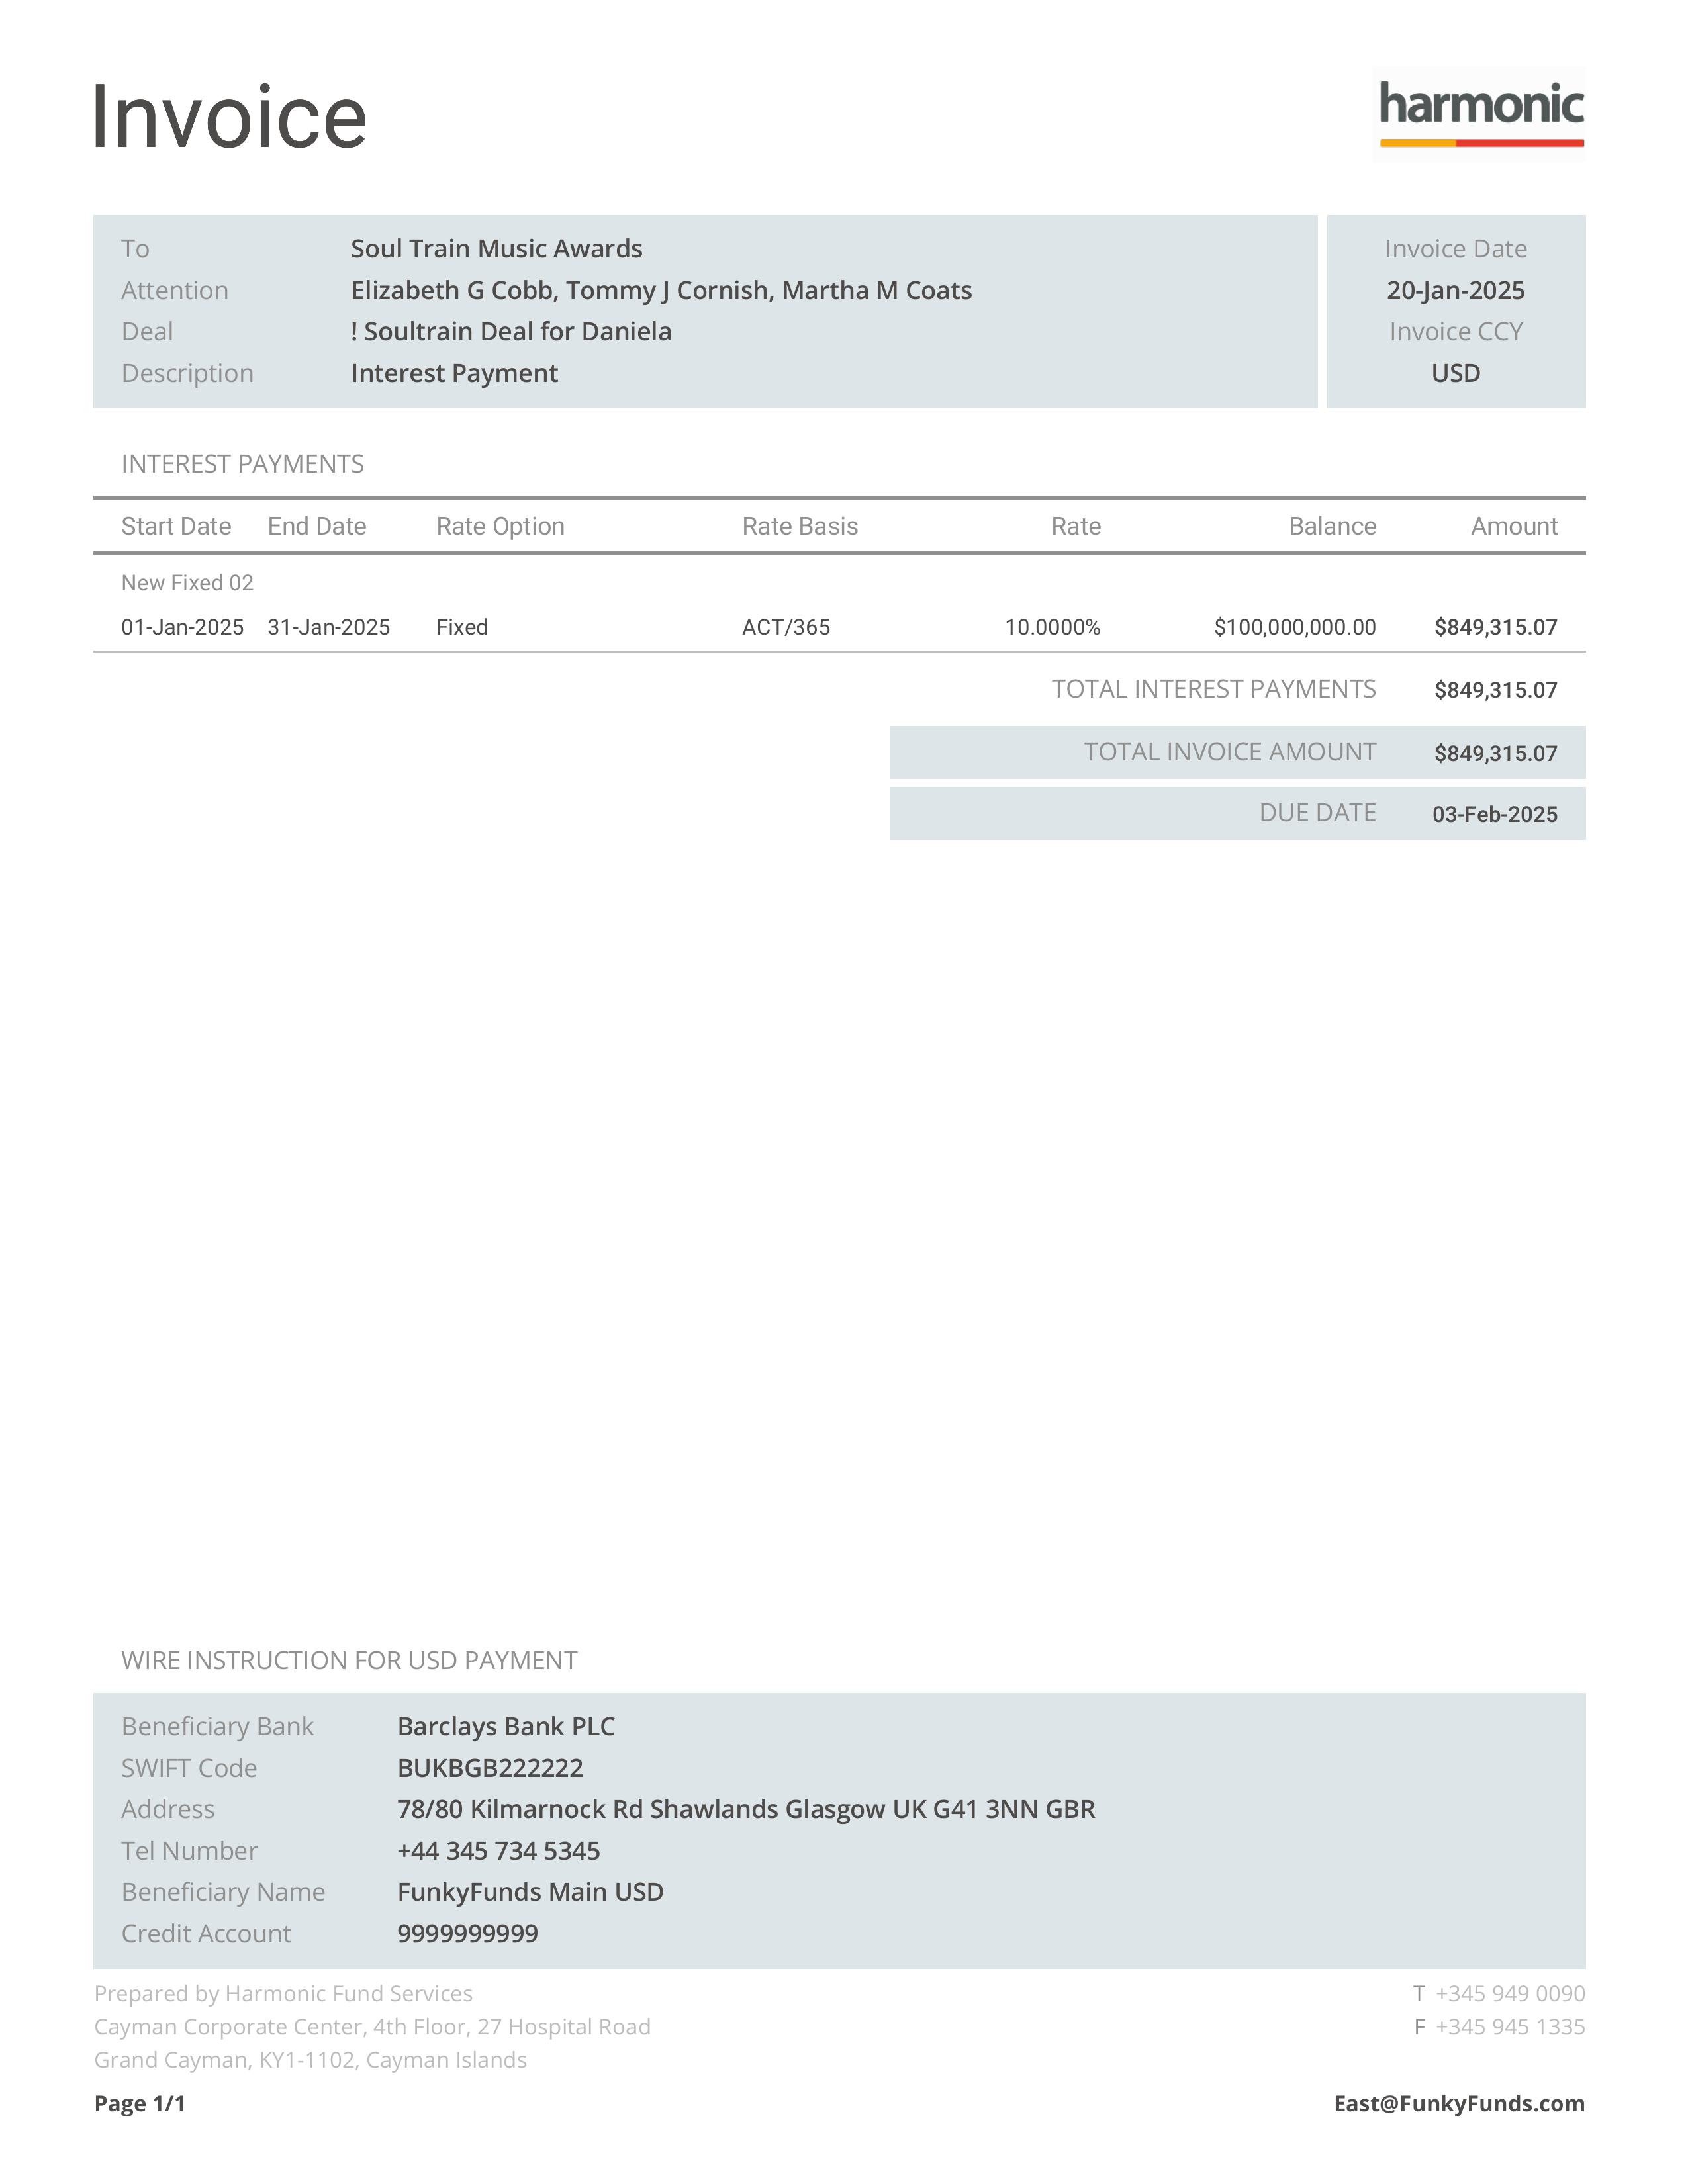 Invoice
harmonic
To Soul Train Music Awards
Attention Elizabeth G Cobb, Tommy J Cornish, Martha M Coats
Deal ! Soultrain Deal for Daniela
Description Interest Payment
Invoice Date
20-Jan-2025
Invoice CCY
USD
INTEREST PAYMENTS
Start Date End Date Rate Option Rate Basis Rate Balance Amount
New Fixed 02
01-Jan-2025 31-Jan-2025 Fixed ACT/365 10.0000% $100,000,000.00 $849,315.07
TOTAL INTEREST PAYMENTS $849,315.07
TOTAL INVOICE AMOUNT $849,315.07
DUE DATE 03-Feb-2025
WIRE INSTRUCTION FOR USD PAYMENT
Beneficiary Bank Barclays Bank PLC
SWIFT Code BUKBGB222222
Address 78/80 Kilmarnock Rd Shawlands Glasgow UK G41 3NN GBR
Tel Number +44 345 734 5345
Beneficiary Name FunkyFunds Main USD
Credit Account 9999999999
Prepared by Harmonic Fund Services
Cayman Corporate Center, 4th Floor, 27 Hospital Road
Grand Cayman, KY1-1102, Cayman Islands
T +345 949 0090
F +345 945 1335
Page 1/1
East@FunkyFunds.com